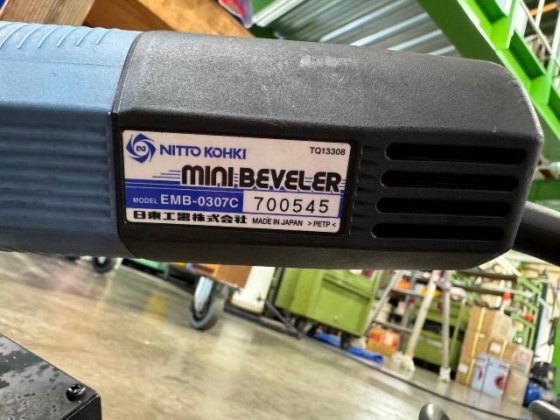 NITTO KOHKI
TQ13308
MINI BEVELER
MODEL EMB-0307C 700545
日東工器株式会社 MADE IN JAPAN >PETP<